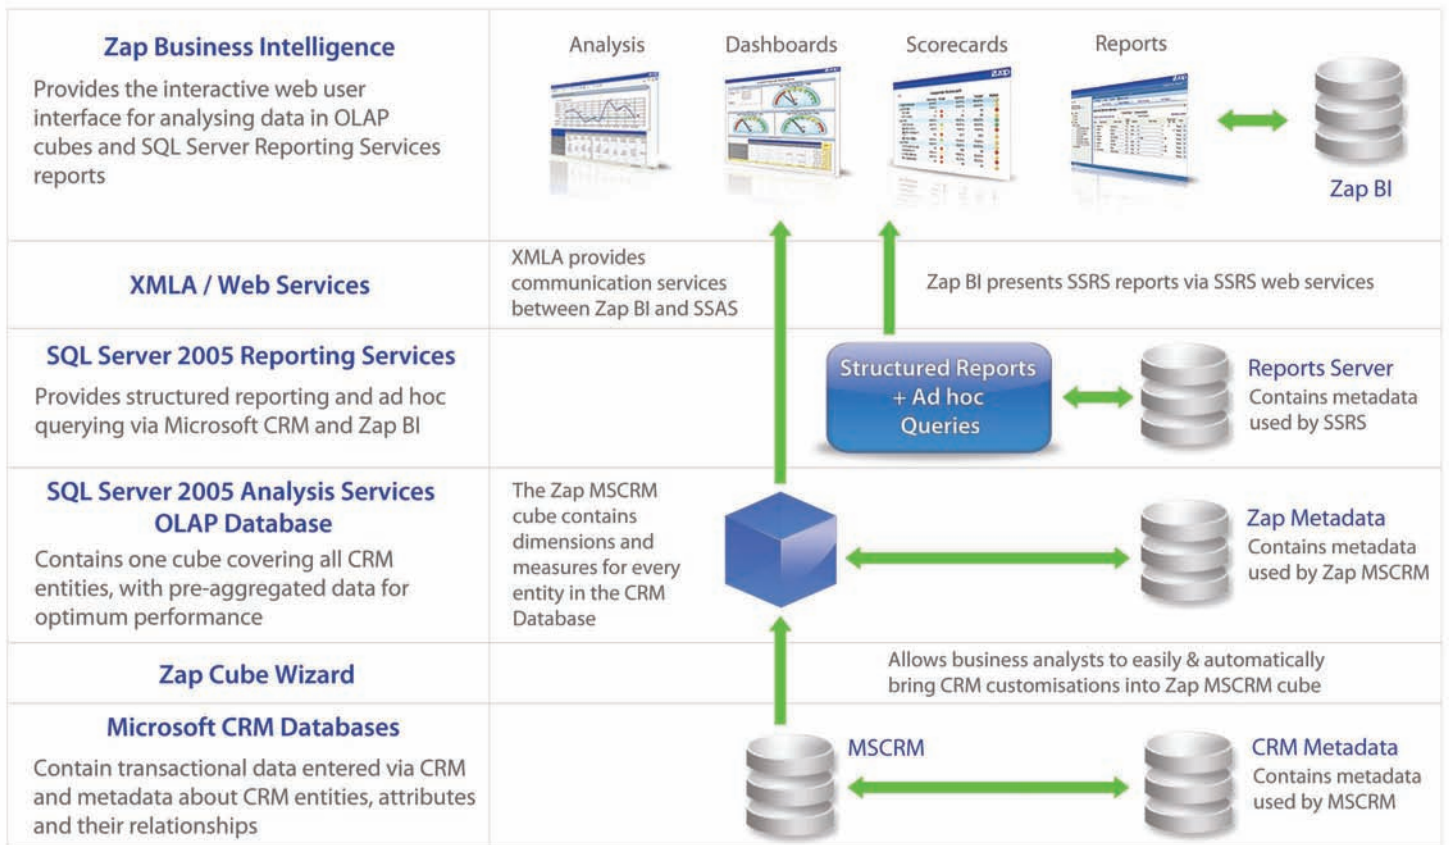 Zap Business Intelligence
Provides the interactive web user
interface for analysing data in OLAP
cubes and SQL Server Reporting Services
reports
Analysis
Dashboards
Scorecards
Reports
Zap BI
XMLA / Web Services
XMLA provides
communication services
between Zap BI and SSAS
Zap BI presents SSRS reports via SSRS web services
SQL Server 2005 Reporting Services
Provides structured reporting and ad hoc
querying via Microsoft CRM and Zap BI
Structured Reports
+ Ad hoc
Queries
Reports Server
Contains metadata
used by SSRS
SQL Server 2005 Analysis Services
OLAP Database
Contains one cube covering all CRM
entities, with pre-aggregated data for
optimum performance
The Zap MSCRM
cube contains
dimensions and
measures for every
entity in the CRM
Database
Zap Metadata
Contains metadata
used by Zap MSCRM
Zap Cube Wizard
Allows business analysts to easily & automatically
bring CRM customisations into Zap MSCRM cube
Microsoft CRM Databases
Contain transactional data entered via CRM
and metadata about CRM entities, attributes
and their relationships
MSCRM
CRM Metadata
Contains metadata
used by MSCRM